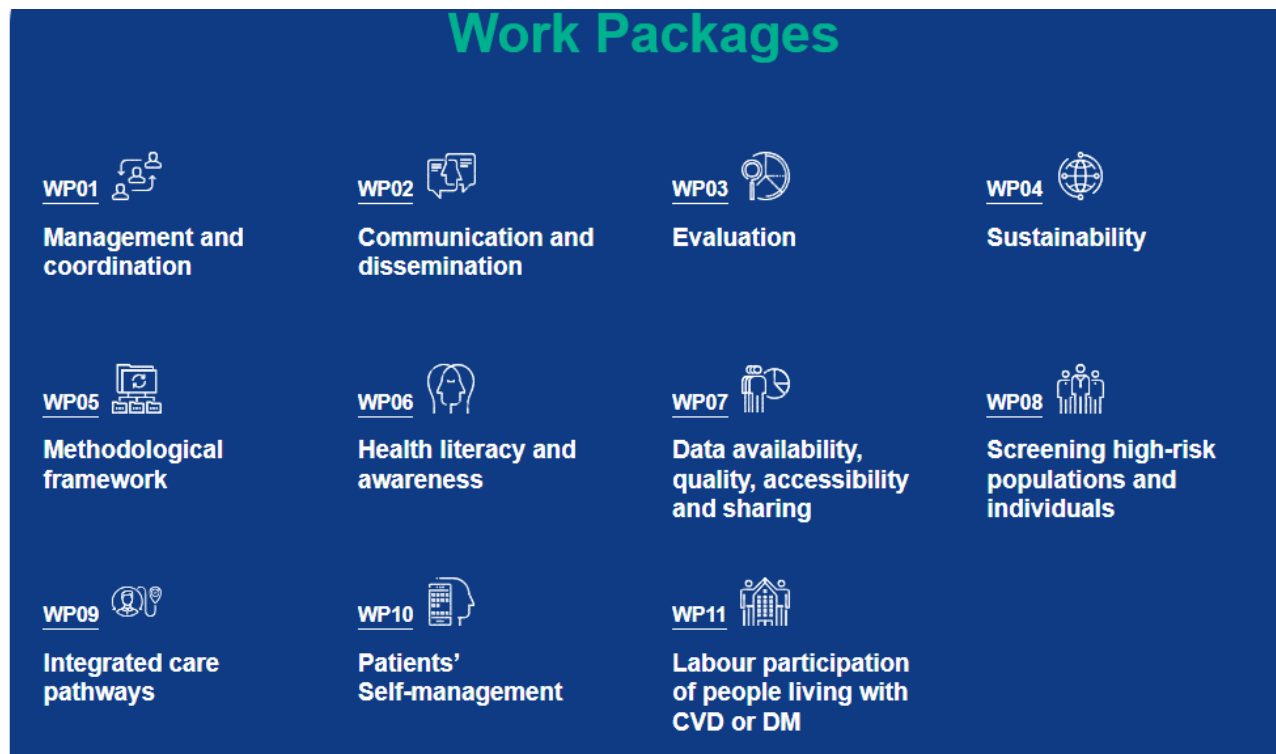 Work Packages
WP01
Management and
coordination
WP02
Communication and
dissemination
WP03
Evaluation
WP04
Sustainability
WP05
Methodological
framework
WP06
Health literacy and
awareness
WP07
Data availability,
quality, accessibility
and sharing
WP08
Screening high-risk
populations and
individuals
WP09
Integrated care
pathways
WP10
Patients’
Self-management
WP11
Labour participation
of people living with
CVD or DM